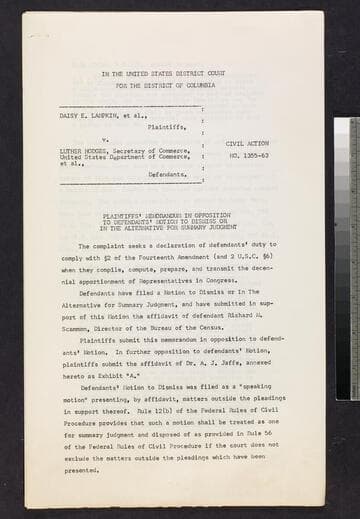 IN THE UNITED STATES DISTRICT COURT
FOR THE DISTRICT OF COLUMBIA
DAISY E. LAMPKIN, et al.,
Plaintiffs,
v.
LUTHER HODGES, Secretary of Commerce,
United States Department of Commerce,
et al.,
Defendants.
CIVIL ACTION
NO. 1355-63
PLAINTIFFS' MEMORANDUM IN OPPOSITION
TO DEFENDANTS' MOTION TO DISMISS OR
IN THE ALTERNATIVE FOR SUMMARY JUDGMENT
The complaint seeks a declaration of defendants' duty to
comply with §2 of the Fourteenth Amendment (and 2 U.S.C. §6)
when they compile, compute, prepare, and transmit the decen-
nial apportionment of Representatives in Congress.
Defendants have filed a Motion to Dismiss or In The
Alternative for Summary Judgment, and have submitted in sup-
port of this Motion the affidavit of defendant Richard M.
Scammon, Director of the Bureau of the Census.
Plaintiffs submit this memorandum in opposition to defend-
ants' Motion. In further opposition to defendants' Motion,
plaintiffs submit the affidavit of Dr. A. J. Jaffe, annexed
hereto as Exhibit "A."
Defendants' Motion to Dismiss was filed as a "speaking
motion" presenting, by affidavit, matters outside the pleadings
in support thereof. Rule 12(b) of the Federal Rules of Civil
Procedure provides that such a motion shall be treated as one
for summary judgment and disposed of as provided in Rule 56
of the Federal Rules of Civil Procedure if the court does not
exclude the matters outside the pleadings which have been
presented.